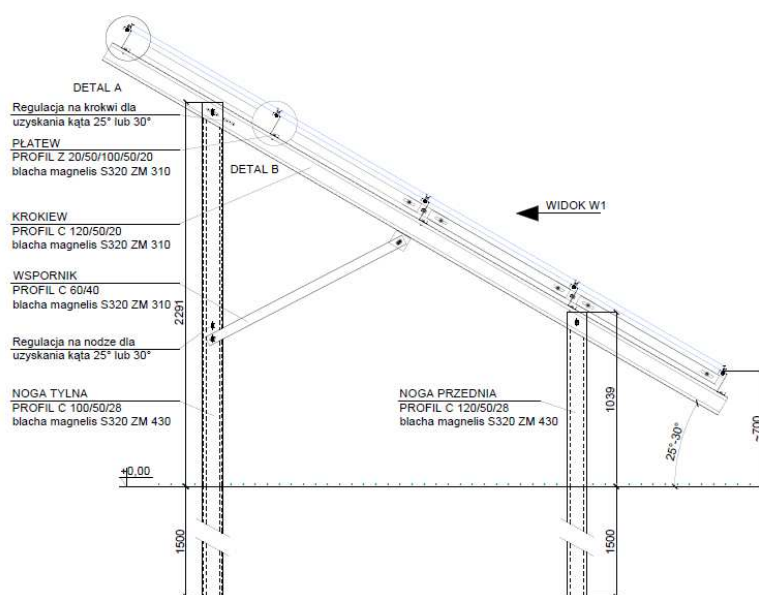 DETAL A
Regulacja na krokwi dla
uzyskania kąta 25° lub 30°
PŁATEW
PROFIL Z 20/50/100/50/20
blacha magnelis S320 ZM 310
DETAL B
WIDOK W1
KROKIEW
PROFIL C 120/50/20
blacha magnelis S320 ZM 310
WSPORNIK
PROFIL C 60/40
blacha magnelis S320 ZM 310
2291
Regulacja na nodze dla
uzyskania kąta 25° lub 30°
NOGA TYLNA
PROFIL C 100/50/28
blacha magnelis S320 ZM 430
NOGA PRZEDNIA
PROFIL C 120/50/28
blacha magnelis S320 ZM 430
1039
25°-30°
~700
+0,00
1500
1500